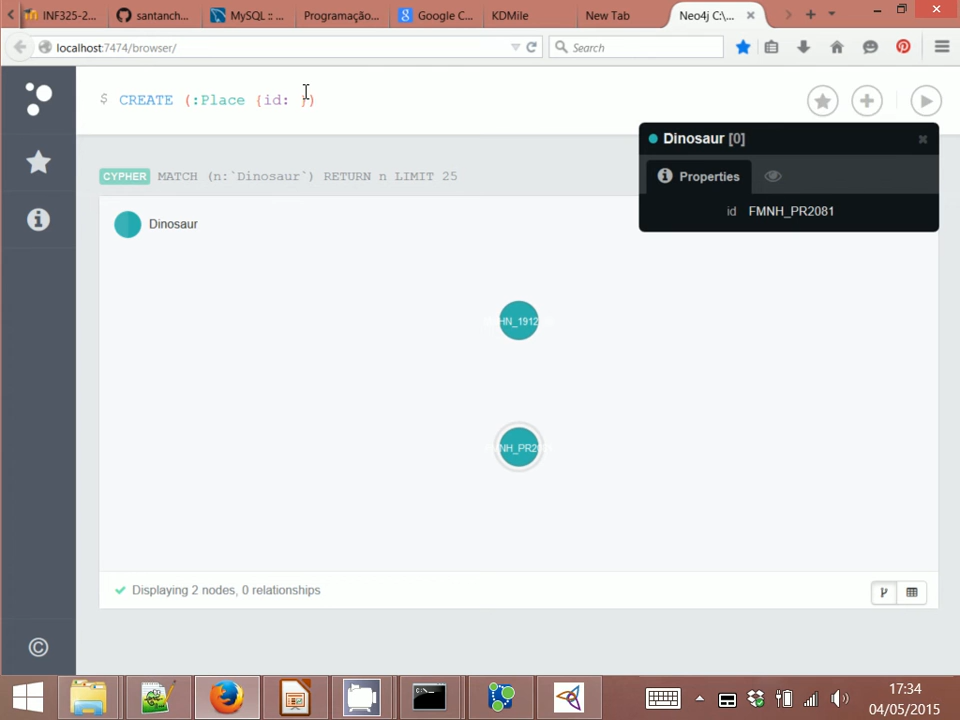 INF325-2...
santanch...
MySQL :: ...
Programação...
Google C...
KDMile
New Tab
Neo4j C:\...
localhost:7474/browser/
Search
$ CREATE (:Place {id: })
Dinosaur [0]
Properties
id FMNH_PR2081
CYPHER MATCH (n:`Dinosaur`) RETURN n LIMIT 25
Dinosaur
HN_1912
MNH_PR20
Displaying 2 nodes, 0 relationships
©
17:34
04/05/2015